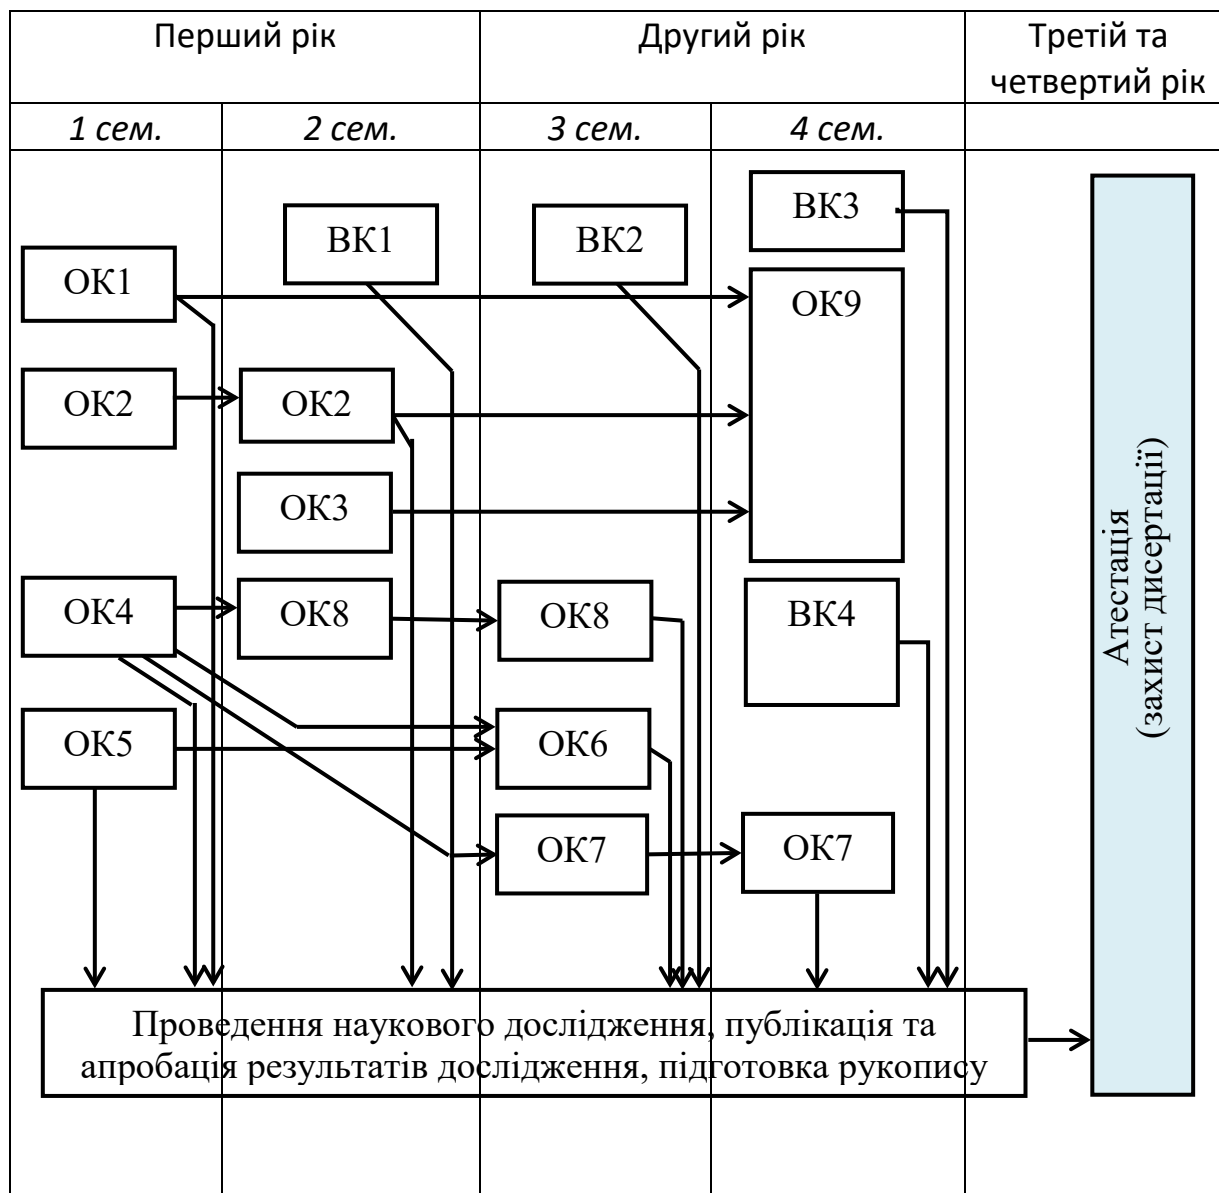 Перший рік
Другий рік
Третій та
четвертий рік
1 сем.
2 сем.
3 сем.
4 сем.
ВК3
ВК1
ВК2
ОК1
ОК9
ОК2
ОК2
ОК3
ОК4
ОК8
ОК8
ВК4
ОК5
ОК6
ОК7
ОК7
Атестація
(захист дисертації)
Проведення наукового дослідження, публікація та
апробація результатів дослідження, підготовка рукопису